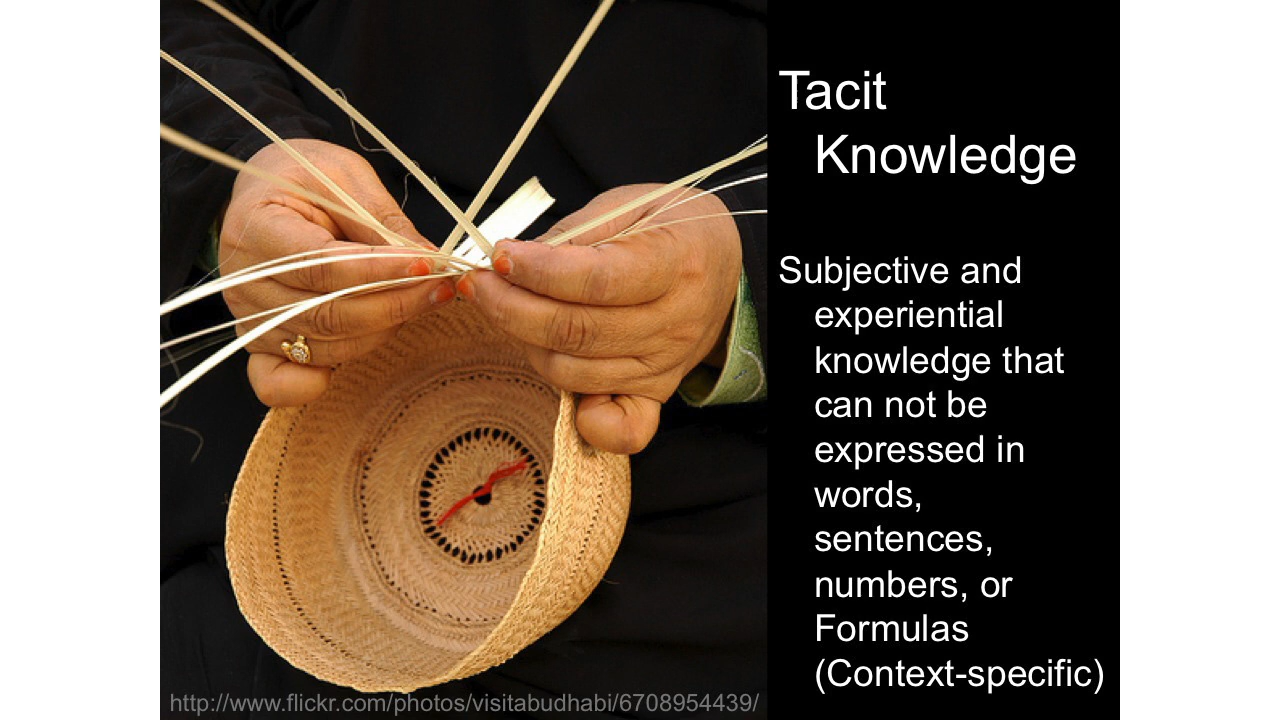 Tacit
Knowledge
Subjective and
experiential
knowledge that
can not be
expressed in
words,
sentences,
numbers, or
Formulas
(Context-specific)
http://www.flickr.com/photos/visitabudhabi/6708954439/